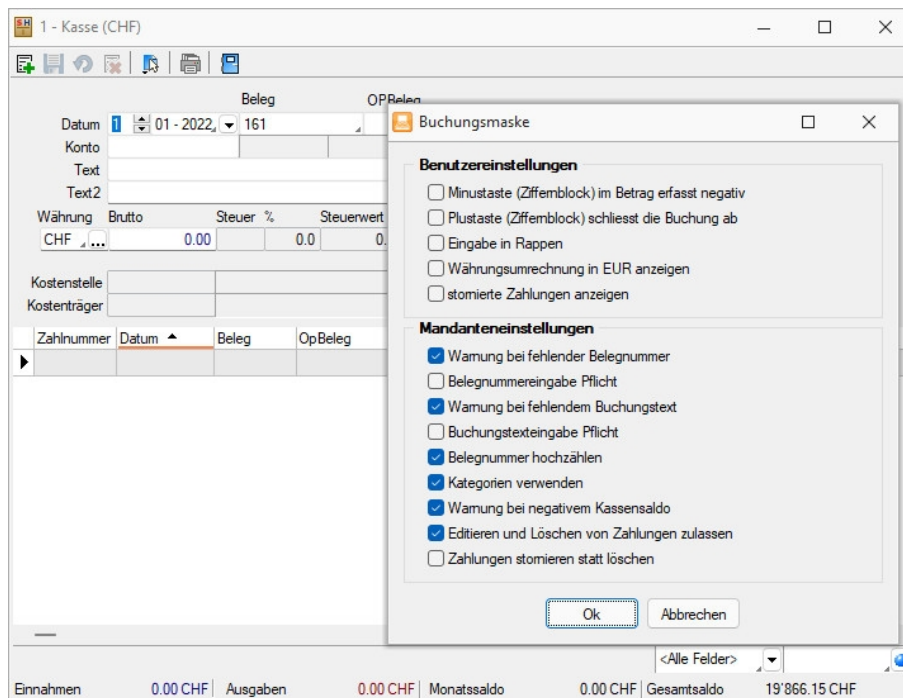 1 - Kasse (CHF)
Beleg OPBeleg
Datum 1 01 - 2022 161
Konto
Text
Text2
Währung Brutto Steuer % Steuerwert
CHF ... 0.00 0.0 0.
Kostenstelle
Kostenträger
Zahlnummer Datum Beleg OpBeleg
Buchungsmaske
Benutzereinstellungen
Minustaste (Ziffernblock) im Betrag erfasst negativ
Plustaste (Ziffernblock) schliesst die Buchung ab
Eingabe in Rappen
Währungsumrechnung in EUR anzeigen
stornierte Zahlungen anzeigen
Mandanteneinstellungen
Warnung bei fehlender Belegnummer
Belegnummereingabe Pflicht
Warnung bei fehlendem Buchungstext
Buchungstexteingabe Pflicht
Belegnummer hochzählen
Kategorien verwenden
Warnung bei negativem Kassensaldo
Editieren und Löschen von Zahlungen zulassen
Zahlungen stornieren statt löschen
Ok Abbrechen
<Alle Felder>
Einnahmen 0.00 CHF Ausgaben 0.00 CHF Monatssaldo 0.00 CHF Gesamtsaldo 19'866.15 CHF